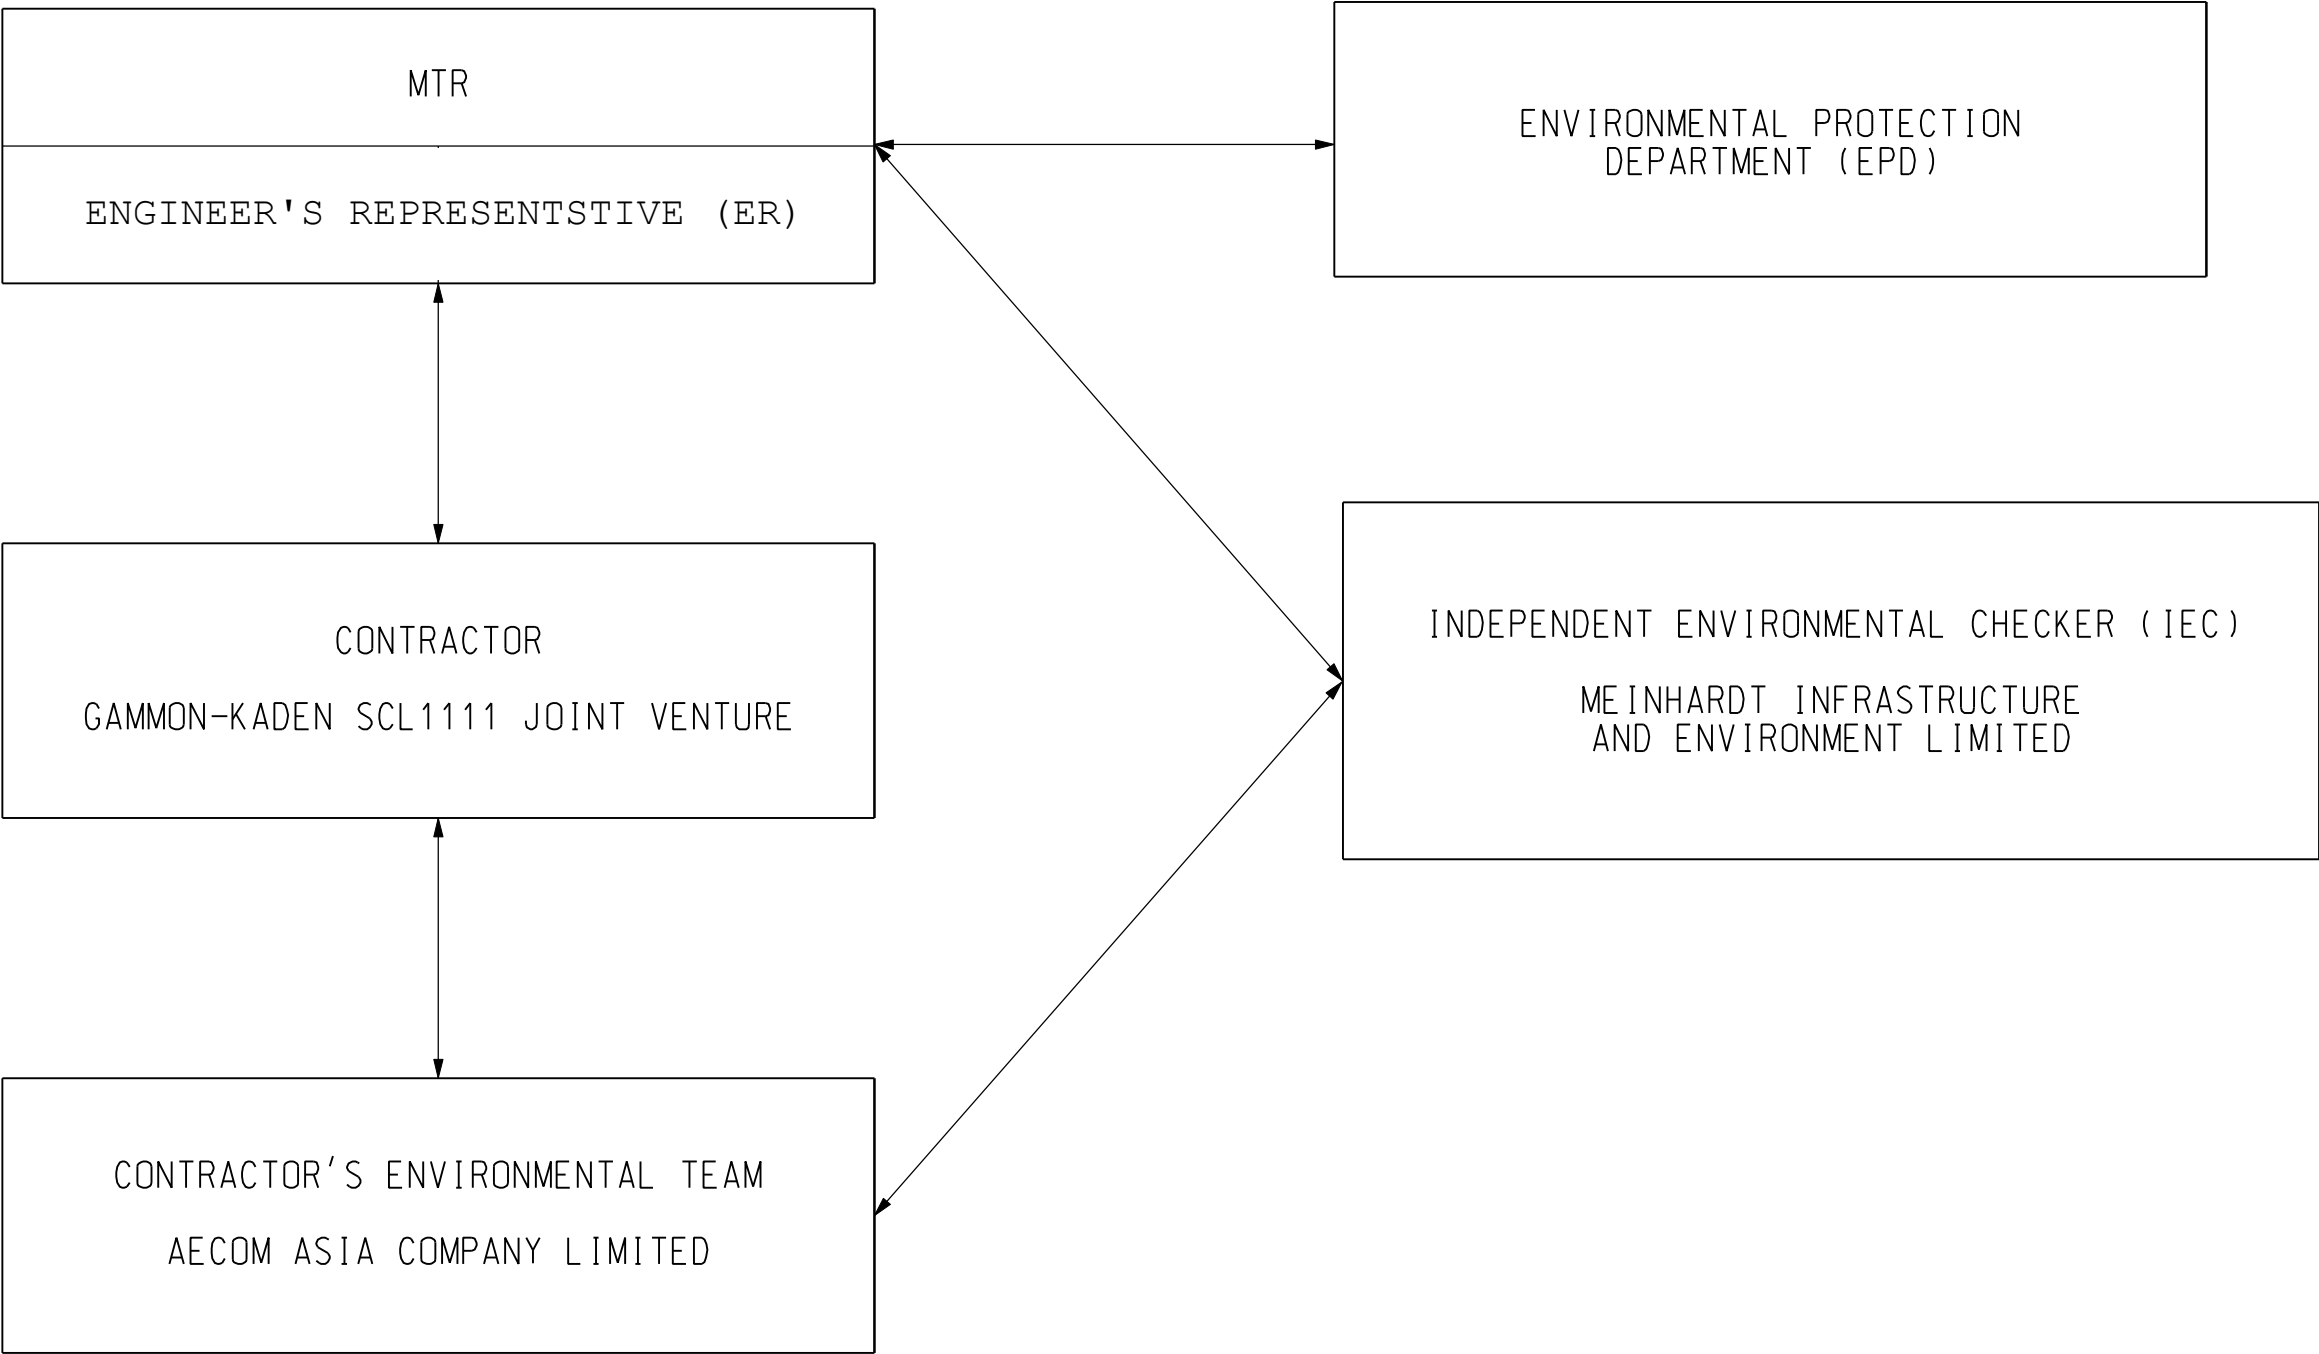 MTR
ENGINEER'S REPRESENTSTIVE (ER)
ENVIRONMENTAL PROTECTION
DEPARTMENT (EPD)
CONTRACTOR
GAMMON-KADEN SCL1111 JOINT VENTURE
INDEPENDENT ENVIRONMENTAL CHECKER (IEC)
MEINHARDT INFRASTRUCTURE
AND ENVIRONMENT LIMITED
CONTRACTOR'S ENVIRONMENTAL TEAM
AECOM ASIA COMPANY LIMITED